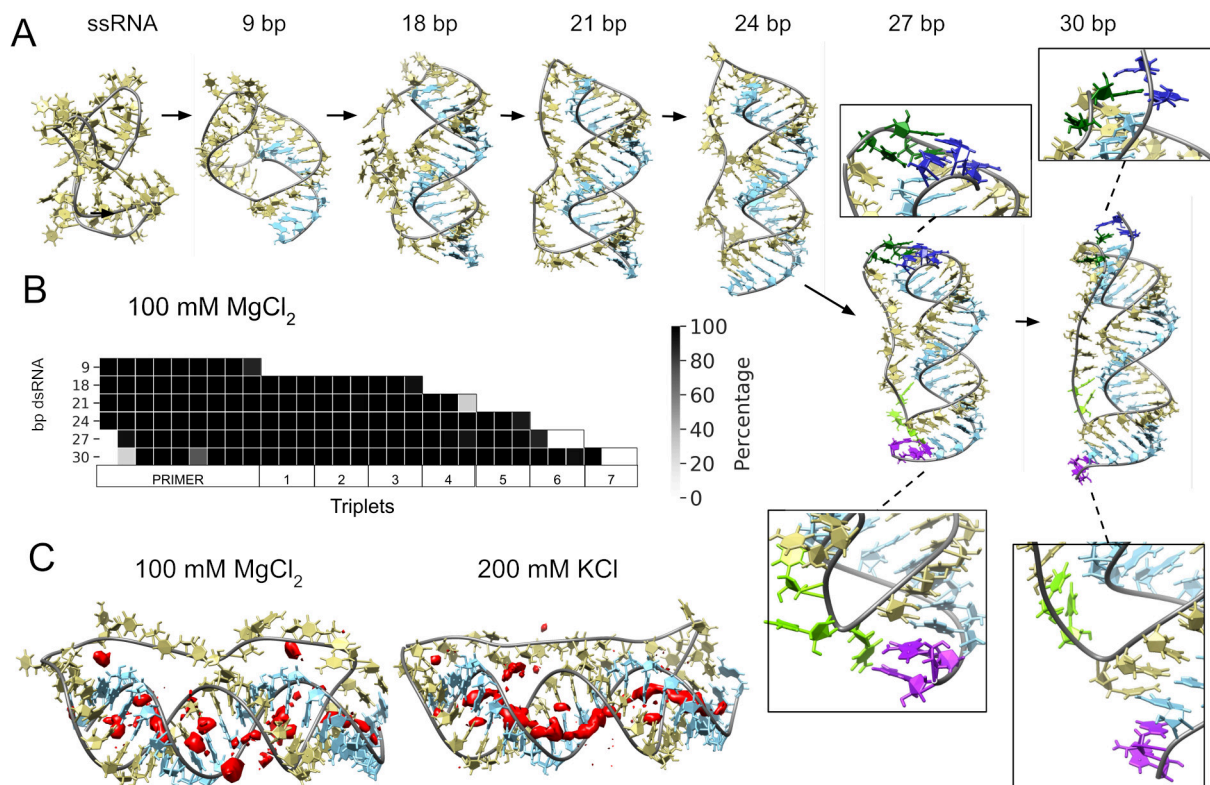 A
ssRNA 9 bp 18 bp 21 bp 24 bp 27 bp 30 bp
B
100 mM MgCl₂
bp dsRNA
9
18
21
24
27
30
PRIMER 1 2 3 4 5 6 7
Triplets
100
80
60
40
20
0
Percentage
C
100 mM MgCl₂ 200 mM KCl